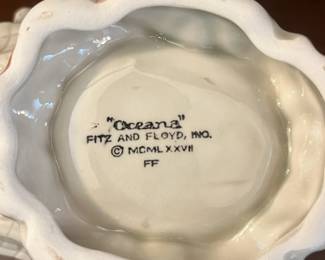 "Oceana"
FITZ AND FLOYD, INC.
© MCMLXXVII
FF